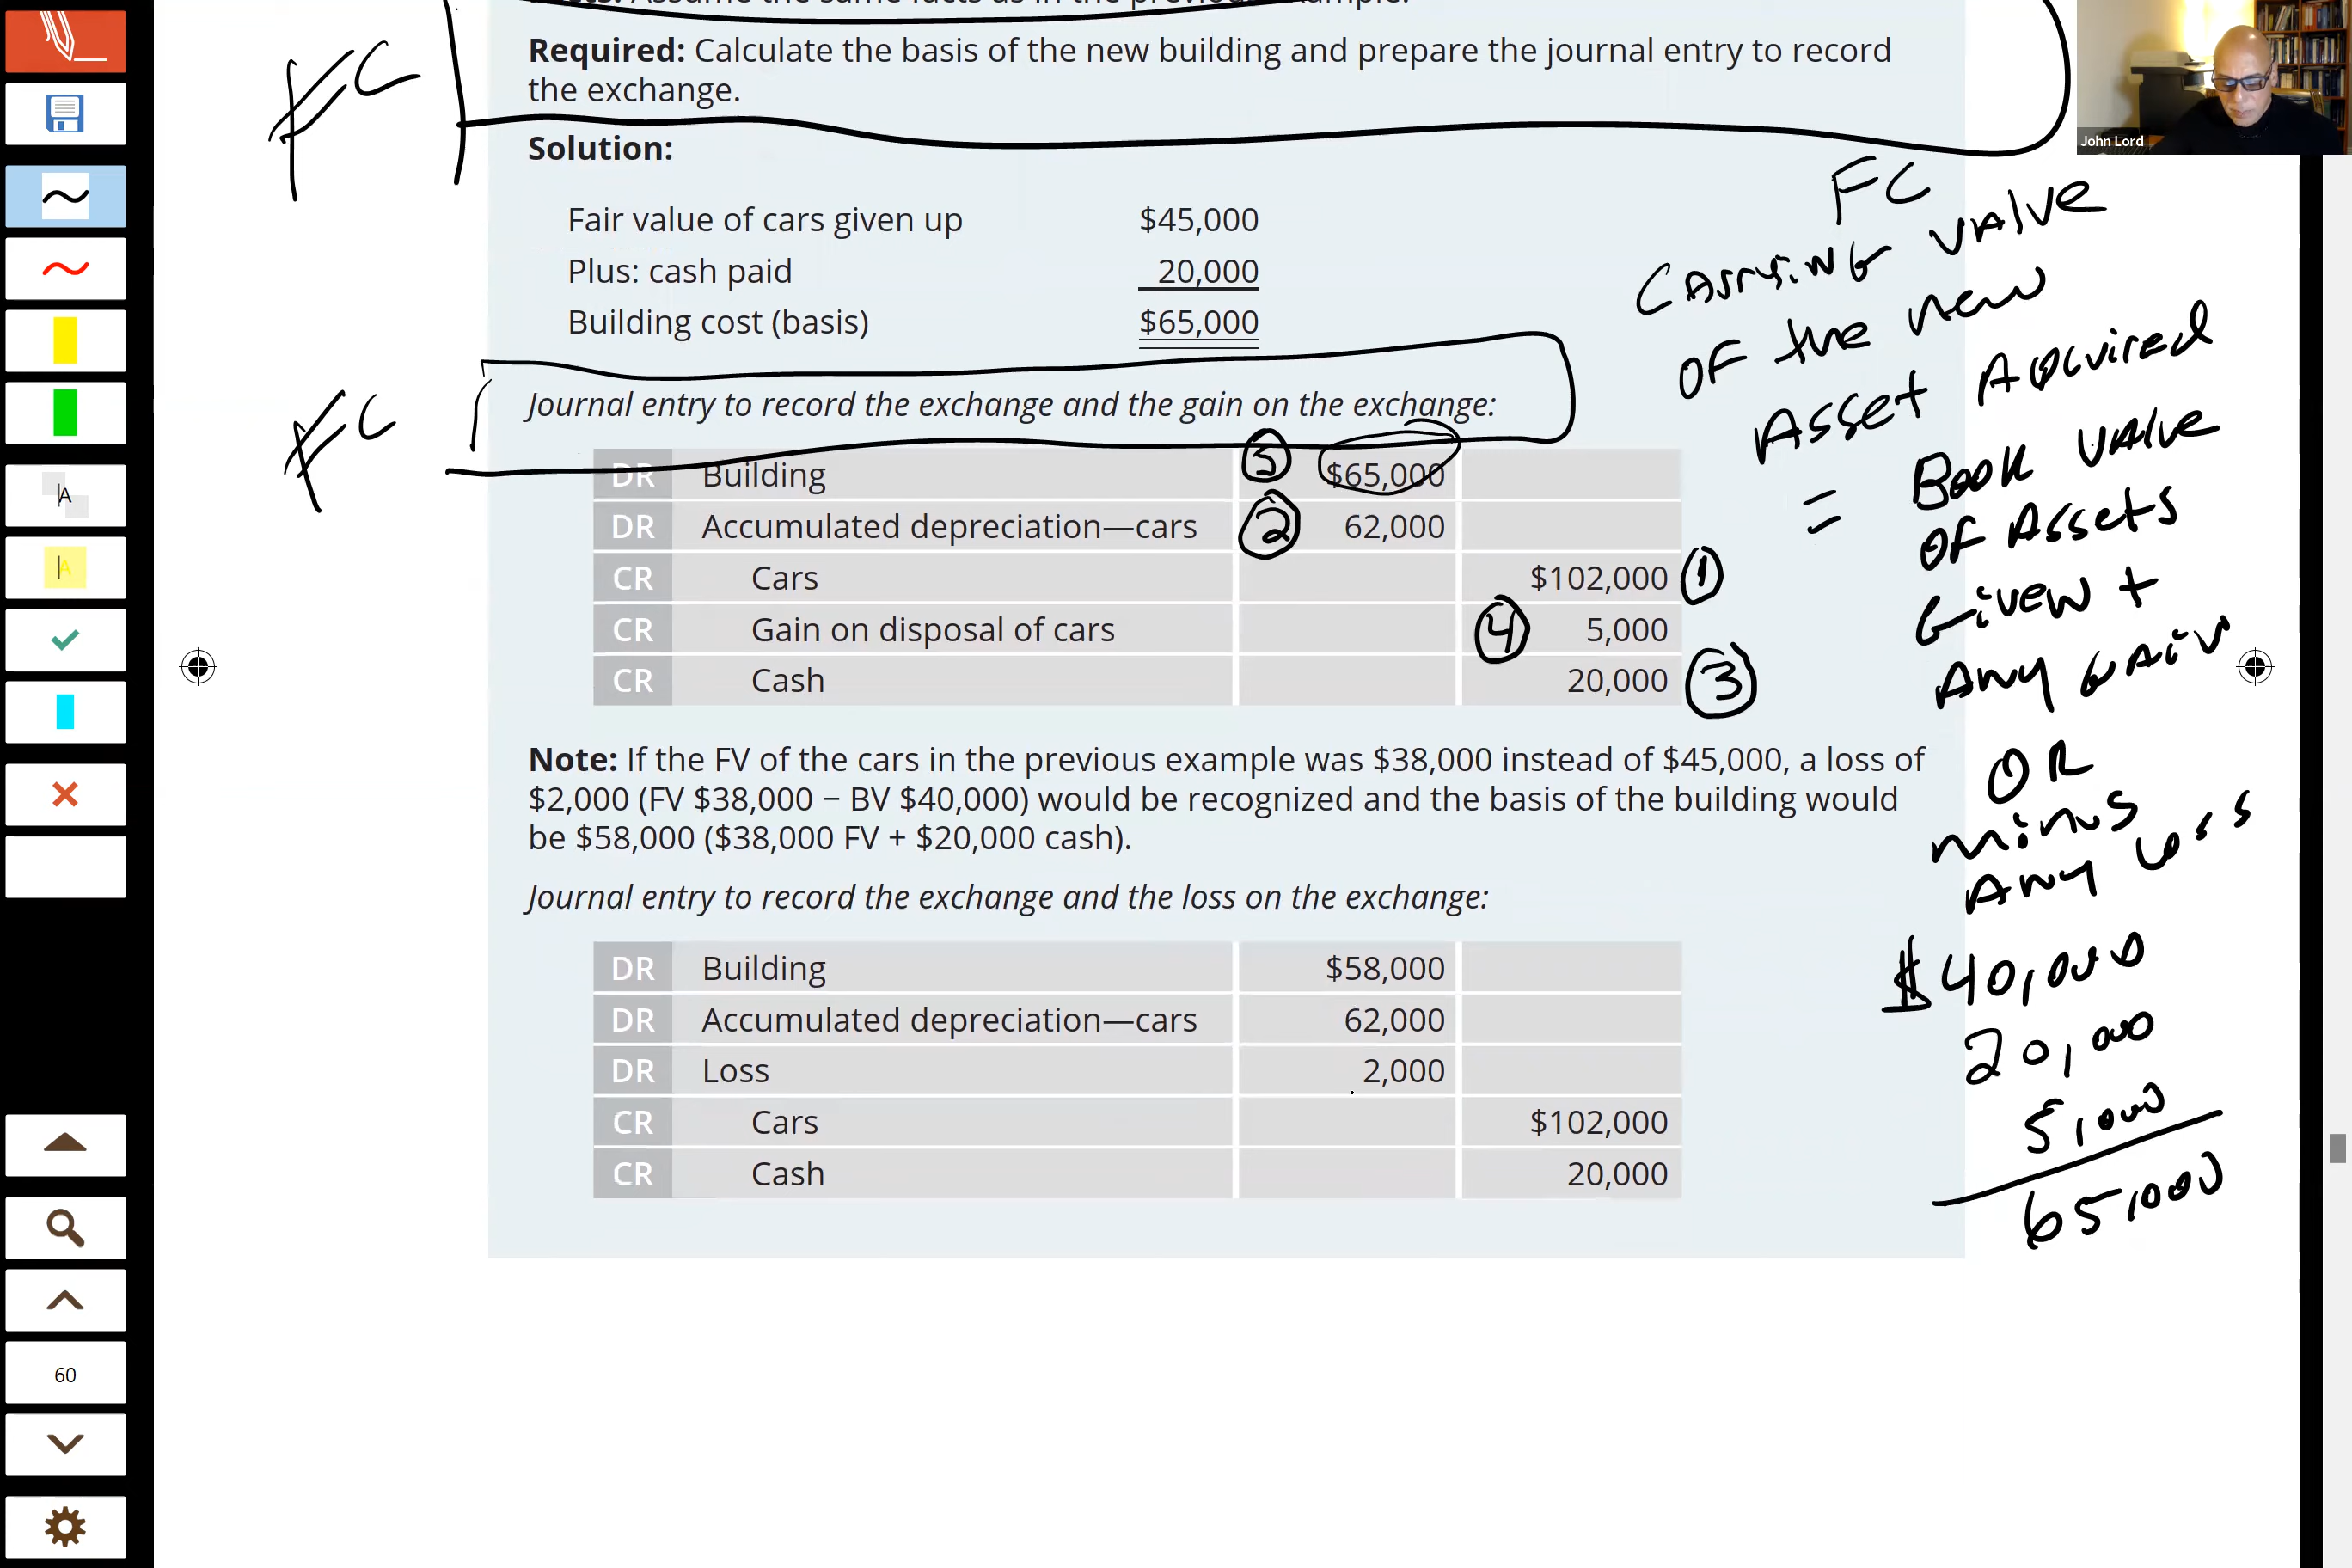 Required: Calculate the basis of the new building and prepare the journal entry to record
the exchange.
Solution:
Fair value of cars given up $45,000
Plus: cash paid 20,000
Building cost (basis) $65,000
Journal entry to record the exchange and the gain on the exchange:
DR Building 5 $65,000
DR Accumulated depreciation—cars 2 62,000
CR Cars $102,000 1
CR Gain on disposal of cars 4 5,000
CR Cash 20,000 3
Note: If the FV of the cars in the previous example was $38,000 instead of $45,000, a loss of
$2,000 (FV $38,000 − BV $40,000) would be recognized and the basis of the building would
be $58,000 ($38,000 FV + $20,000 cash).
Journal entry to record the exchange and the loss on the exchange:
DR Building $58,000
DR Accumulated depreciation—cars 62,000
DR Loss 2,000
CR Cars $102,000
CR Cash 20,000
FC
FC
FC
Carrying value
of the new
Asset Acquired
= Book value
of Assets
Given +
Any gain
OR
minus
Any loss
$40,000
20,000
5,000
65,000
John Lord
A
A
60